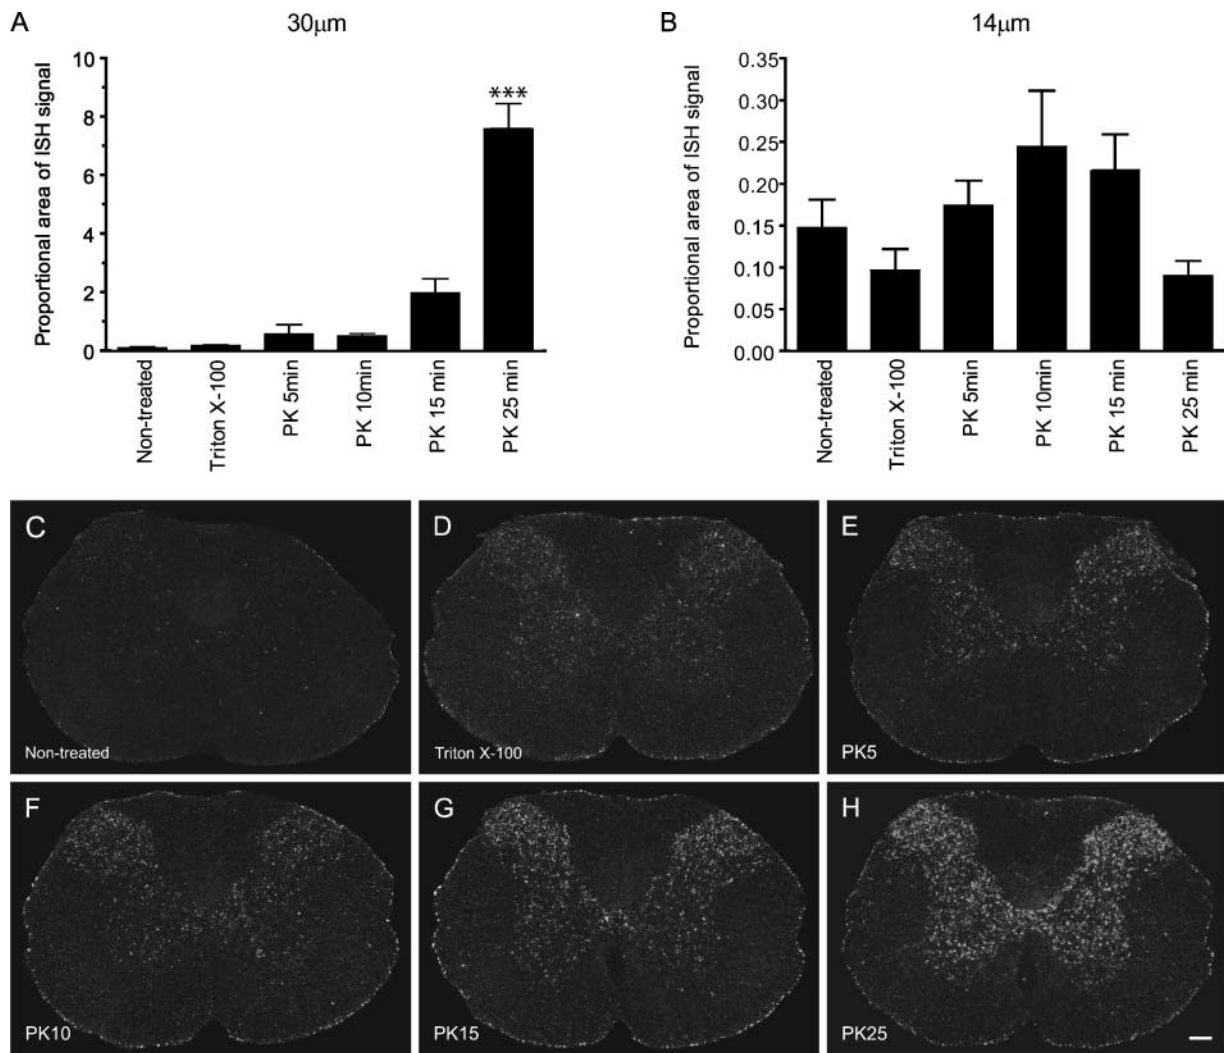 A
30μm
B
14μm
Proportional area of ISH signal
10
8
6
4
2
0
***
Non-treated
Triton X-100
PK 5min
PK 10min
PK 15 min
PK 25 min
Proportional area of ISH signal
0.35
0.30
0.25
0.20
0.15
0.10
0.05
0.00
Non-treated
Triton X-100
PK 5min
PK 10min
PK 15 min
PK 25 min
C
Non-treated
D
Triton X-100
E
PK5
F
PK10
G
PK15
H
PK25